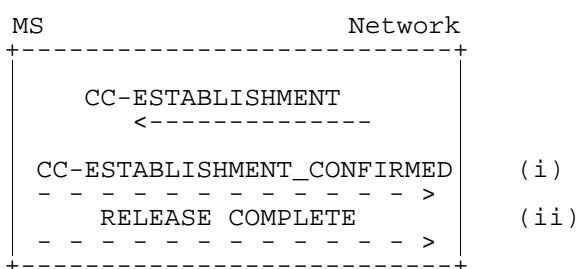 MS Network
CC-ESTABLISHMENT
CC-ESTABLISHMENT_CONFIRMED (i)
RELEASE COMPLETE (ii)